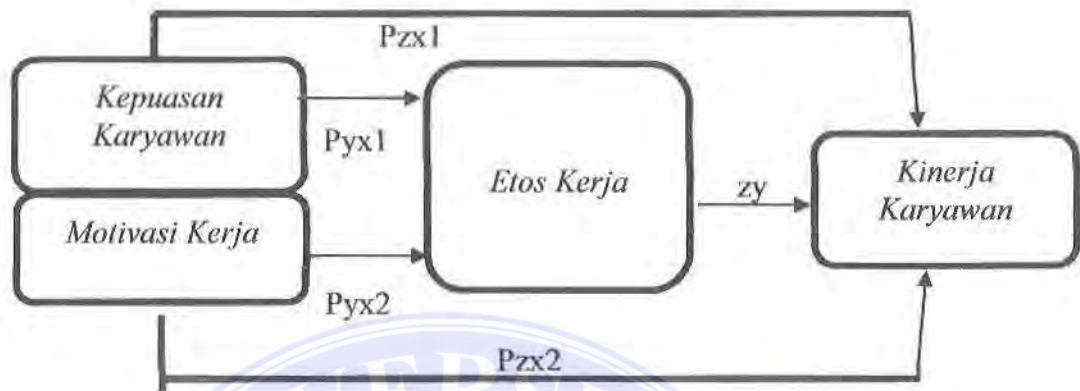 Pzx1
Kepuasan
Karyawan
Pyx1
Etos Kerja
zy
Kinerja
Karyawan
Motivasi Kerja
Pyx2
Pzx2